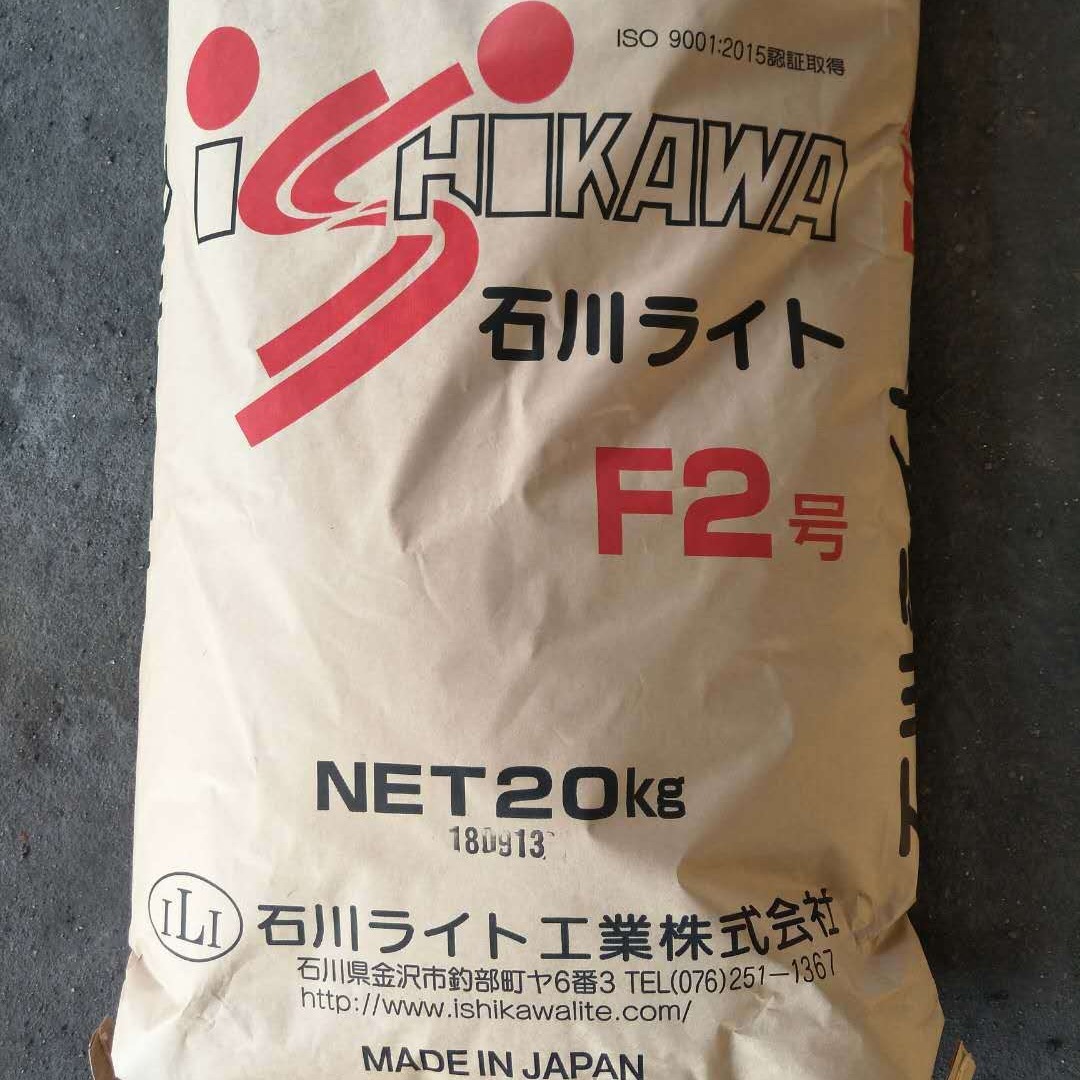 ISO 9001:2015認証取得
ISHIKAWA
石川ライト
F2号
NET20kg
180913
ILI 石川ライト工業株式会社
石川県金沢市釣部町ヤ6番3 TEL(076)251-1367
http://www.ishikawalite.com/
MADE IN JAPAN